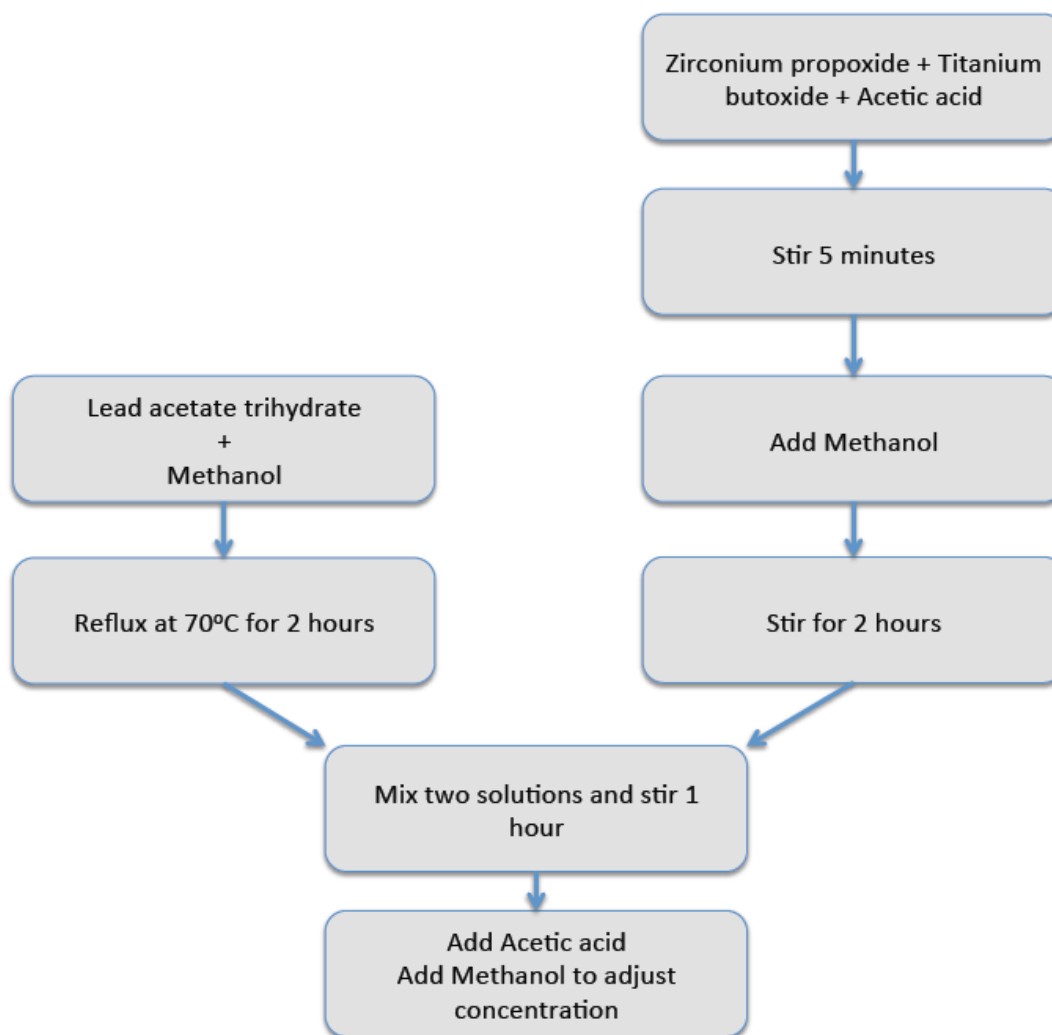 Zirconium propoxide + Titanium
butoxide + Acetic acid
Stir 5 minutes
Add Methanol
Stir for 2 hours
Lead acetate trihydrate
+
Methanol
Reflux at 70ºC for 2 hours
Mix two solutions and stir 1
hour
Add Acetic acid
Add Methanol to adjust
concentration